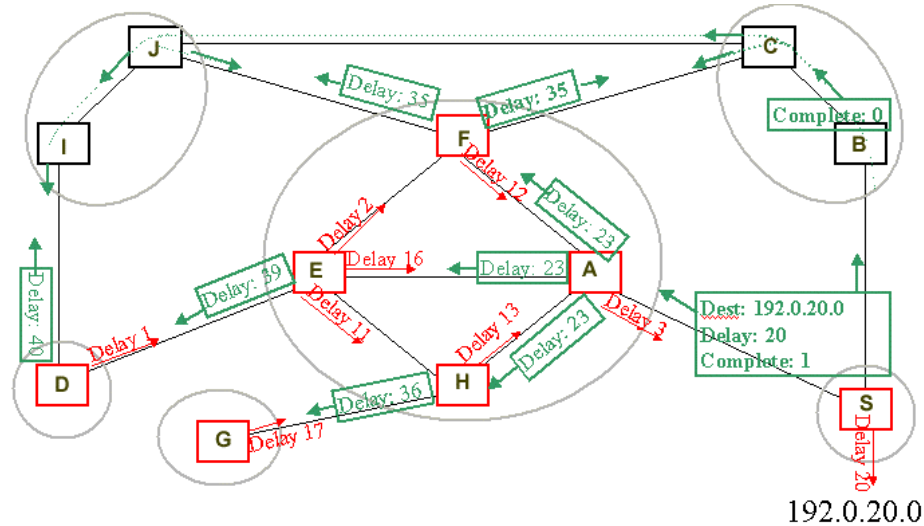 J
C
Delay: 35
Delay: 35
Complete: 0
F
I
B
Delay 12
Delay 2
Delay: 23
E
Delay 16
Delay: 23
A
Delay: 39
Delay: 40
Delay 1
Delay 11
Delay 13
Delay: 23
Delay 3
Dest: 192.0.20.0
Delay: 20
Complete: 1
D
H
Delay: 36
S
G
Delay 17
Delay 20
192.0.20.0